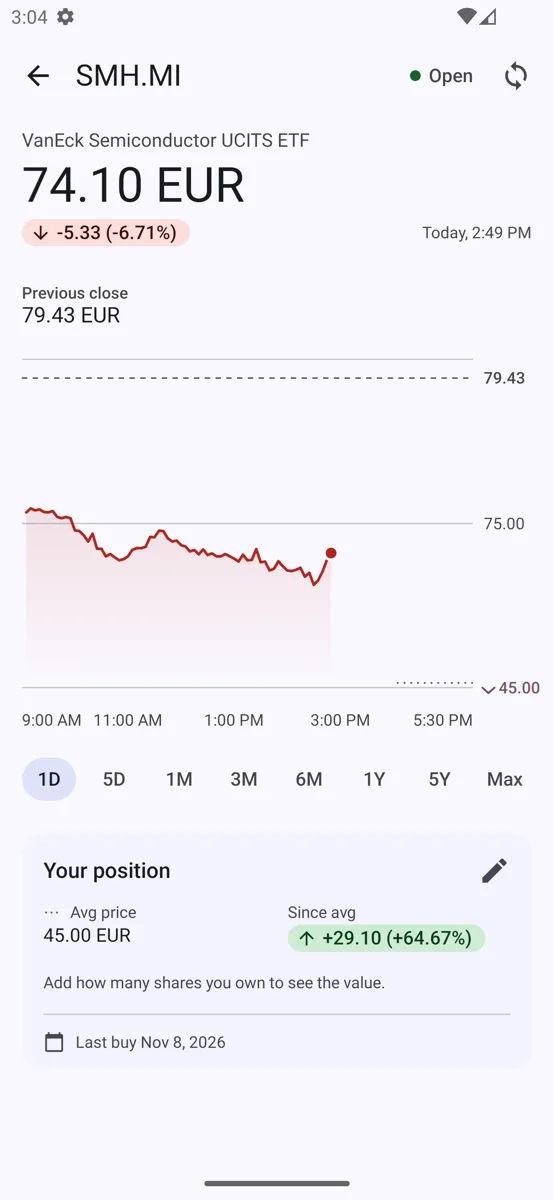 3:04
SMH.MI
Open
VanEck Semiconductor UCITS ETF
74.10 EUR
-5.33 (-6.71%)
Today, 2:49 PM
Previous close
79.43 EUR
79.43
75.00
45.00
9:00 AM 11:00 AM 1:00 PM 3:00 PM 5:30 PM
1D 5D 1M 3M 6M 1Y 5Y Max
Your position
Avg price
45.00 EUR
Since avg
+29.10 (+64.67%)
Add how many shares you own to see the value.
Last buy Nov 8, 2026